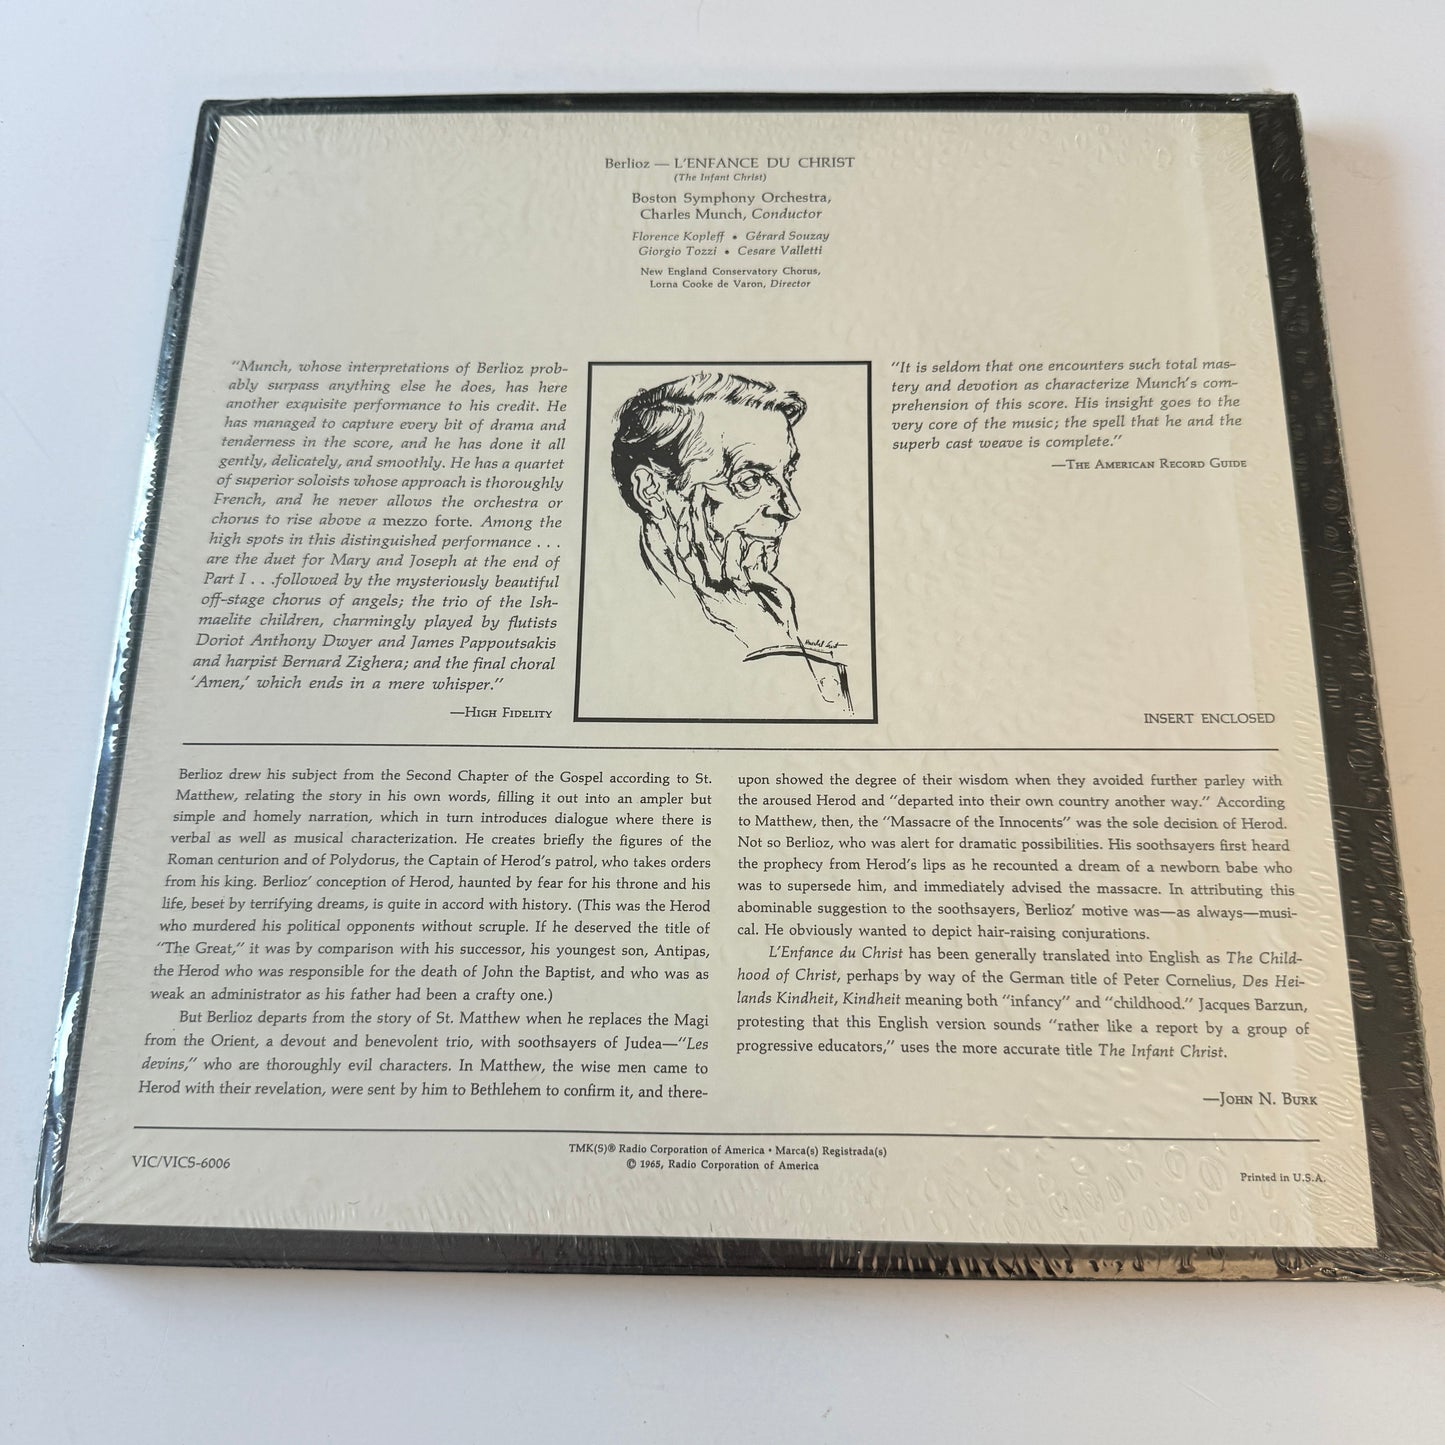 Berlioz — L'ENFANCE DU CHRIST
(The Infant Christ)
Boston Symphony Orchestra,
Charles Munch, Conductor
Florence Kopleff • Gérard Souzay
Giorgio Tozzi • Cesare Valletti
New England Conservatory Chorus,
Lorna Cooke de Varon, Director
"Munch, whose interpretations of Berlioz prob-
ably surpass anything else he does, has here
another exquisite performance to his credit. He
has managed to capture every bit of drama and
tenderness in the score, and he has done it all
gently, delicately, and smoothly. He has a quartet
of superior soloists whose approach is thoroughly
French, and he never allows the orchestra or
chorus to rise above a mezzo forte. Among the
high spots in this distinguished performance . . .
are the duet for Mary and Joseph at the end of
Part I . . .followed by the mysteriously beautiful
off-stage chorus of angels; the trio of the Ish-
maelite children, charmingly played by flutists
Doriot Anthony Dwyer and James Pappoutsakis
and harpist Bernard Zighera; and the final choral
'Amen,' which ends in a mere whisper."
—HIGH FIDELITY
"It is seldom that one encounters such total mas-
tery and devotion as characterize Munch's com-
prehension of this score. His insight goes to the
very core of the music; the spell that he and the
superb cast weave is complete."
—THE AMERICAN RECORD GUIDE
INSERT ENCLOSED
Berlioz drew his subject from the Second Chapter of the Gospel according to St.
Matthew, relating the story in his own words, filling it out into an ampler but
simple and homely narration, which in turn introduces dialogue where there is
verbal as well as musical characterization. He creates briefly the figures of the
Roman centurion and of Polydorus, the Captain of Herod's patrol, who takes orders
from his king. Berlioz' conception of Herod, haunted by fear for his throne and his
life, beset by terrifying dreams, is quite in accord with history. (This was the Herod
who murdered his political opponents without scruple. If he deserved the title of
"The Great," it was by comparison with his successor, his youngest son, Antipas,
the Herod who was responsible for the death of John the Baptist, and who was as
weak an administrator as his father had been a crafty one.)
But Berlioz departs from the story of St. Matthew when he replaces the Magi
from the Orient, a devout and benevolent trio, with soothsayers of Judea—"Les
devins," who are thoroughly evil characters. In Matthew, the wise men came to
Herod with their revelation, were sent by him to Bethlehem to confirm it, and there-
upon showed the degree of their wisdom when they avoided further parley with
the aroused Herod and "departed into their own country another way." According
to Matthew, then, the "Massacre of the Innocents" was the sole decision of Herod.
Not so Berlioz, who was alert for dramatic possibilities. His soothsayers first heard
the prophecy from Herod's lips as he recounted a dream of a newborn babe who
was to supersede him, and immediately advised the massacre. In attributing this
abominable suggestion to the soothsayers, Berlioz' motive was—as always—musi-
cal. He obviously wanted to depict hair-raising conjurations.
L'Enfance du Christ has been generally translated into English as The Child-
hood of Christ, perhaps by way of the German title of Peter Cornelius, Des Hei-
lands Kindheit, Kindheit meaning both "infancy" and "childhood." Jacques Barzun,
protesting that this English version sounds "rather like a report by a group of
progressive educators," uses the more accurate title The Infant Christ.
—JOHN N. BURK
VIC/VICS-6006
TMK(S)® Radio Corporation of America • Marca(s) Registrada(s)
© 1965, Radio Corporation of America
Printed in U.S.A.